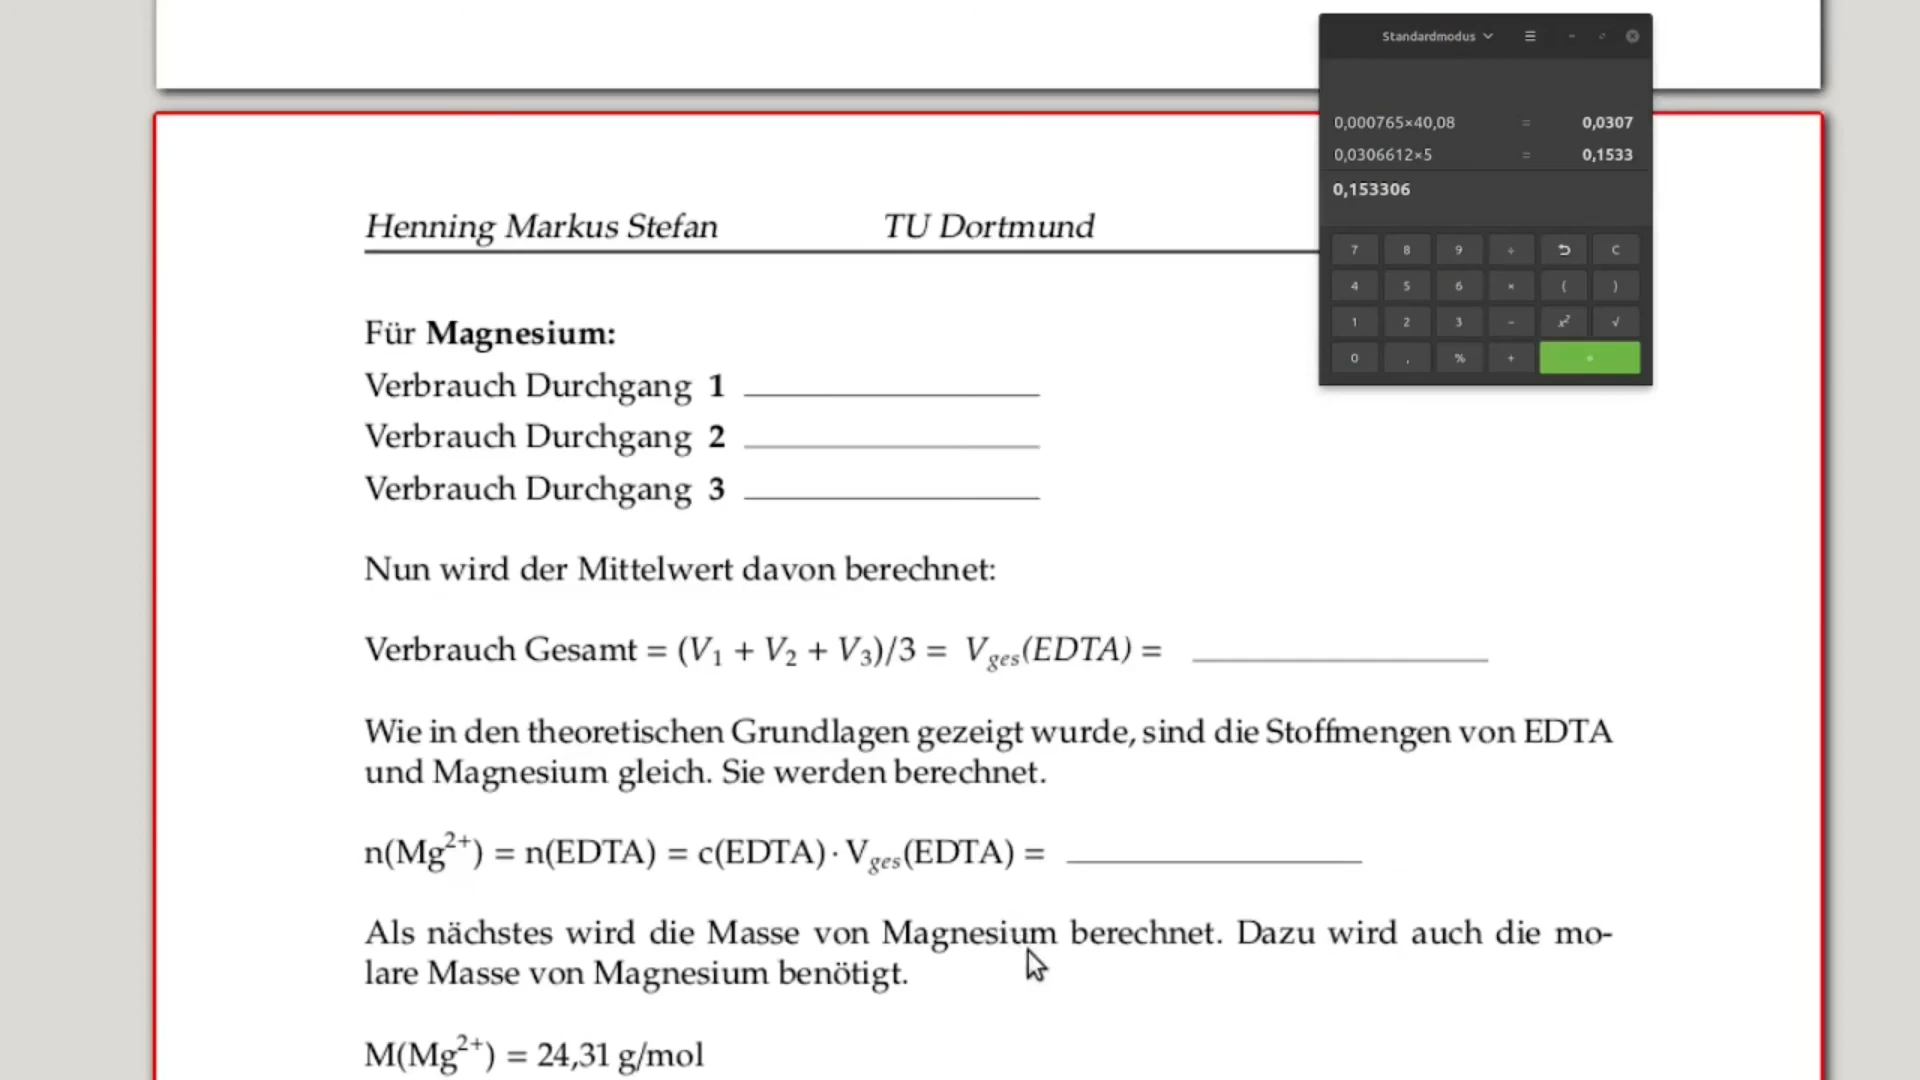 Standardmodus
0,000765×40,08 = 0,0307
0,0306612×5 = 0,1533
0,153306
7 8 9 ÷ C
4 5 6 × ( )
1 2 3 − x² √
0 , % + =
Henning Markus Stefan TU Dortmund
Für Magnesium:
Verbrauch Durchgang 1
Verbrauch Durchgang 2
Verbrauch Durchgang 3
Nun wird der Mittelwert davon berechnet:
Verbrauch Gesamt = (V₁ + V₂ + V₃)/3 = V_ges(EDTA) =
Wie in den theoretischen Grundlagen gezeigt wurde, sind die Stoffmengen von EDTA
und Magnesium gleich. Sie werden berechnet.
n(Mg²⁺) = n(EDTA) = c(EDTA) · V_ges(EDTA) =
Als nächstes wird die Masse von Magnesium berechnet. Dazu wird auch die mo-
lare Masse von Magnesium benötigt.
M(Mg²⁺) = 24,31 g/mol